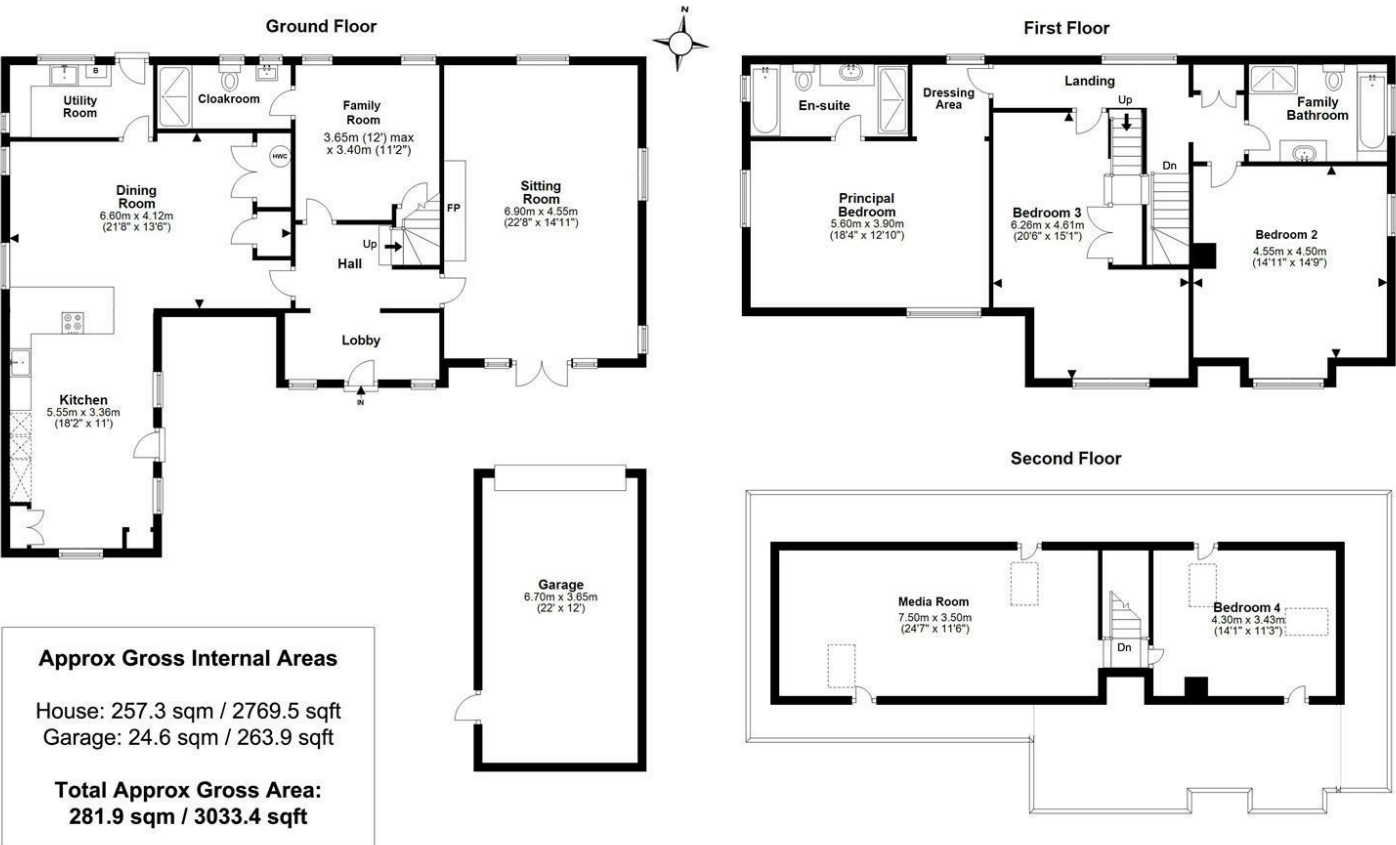 Ground Floor
N
B
Utility
Room
Cloakroom
Family
Room
3.65m (12') max
x 3.40m (11'2")
HWC
Dining
Room
6.60m x 4.12m
(21'8" x 13'6")
FP
Sitting
Room
6.90m x 4.55m
(22'8" x 14'11")
Up
Hall
Lobby
IN
Kitchen
5.55m x 3.36m
(18'2" x 11')
Garage
6.70m x 3.65m
(22' x 12')
First Floor
En-suite
Dressing
Area
Landing
Up
Family
Bathroom
Dn
Principal
Bedroom
5.60m x 3.90m
(18'4" x 12'10")
Bedroom 3
6.26m x 4.61m
(20'6" x 15'1")
Bedroom 2
4.55m x 4.50m
(14'11" x 14'9")
Second Floor
Media Room
7.50m x 3.50m
(24'7" x 11'6")
Dn
Bedroom 4
4.30m x 3.43m
(14'1" x 11'3")
Approx Gross Internal Areas
House: 257.3 sqm / 2769.5 sqft
Garage: 24.6 sqm / 263.9 sqft
Total Approx Gross Area:
281.9 sqm / 3033.4 sqft